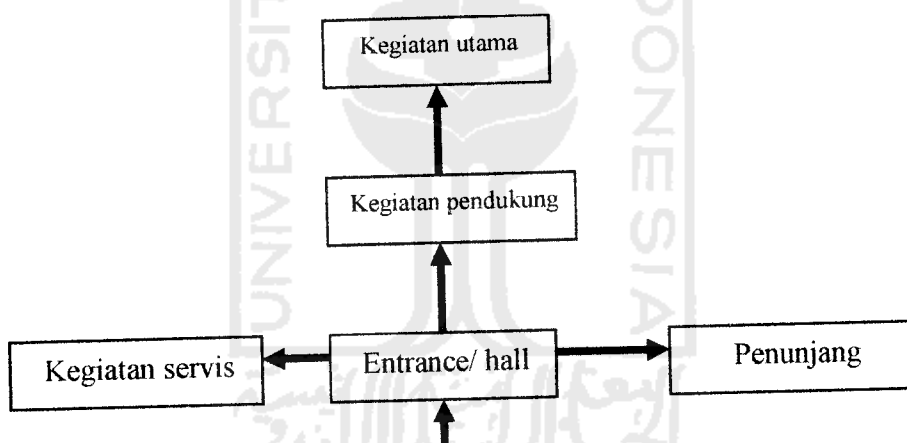 Kegiatan utama
Kegiatan pendukung
Kegiatan servis
Entrance/ hall
Penunjang